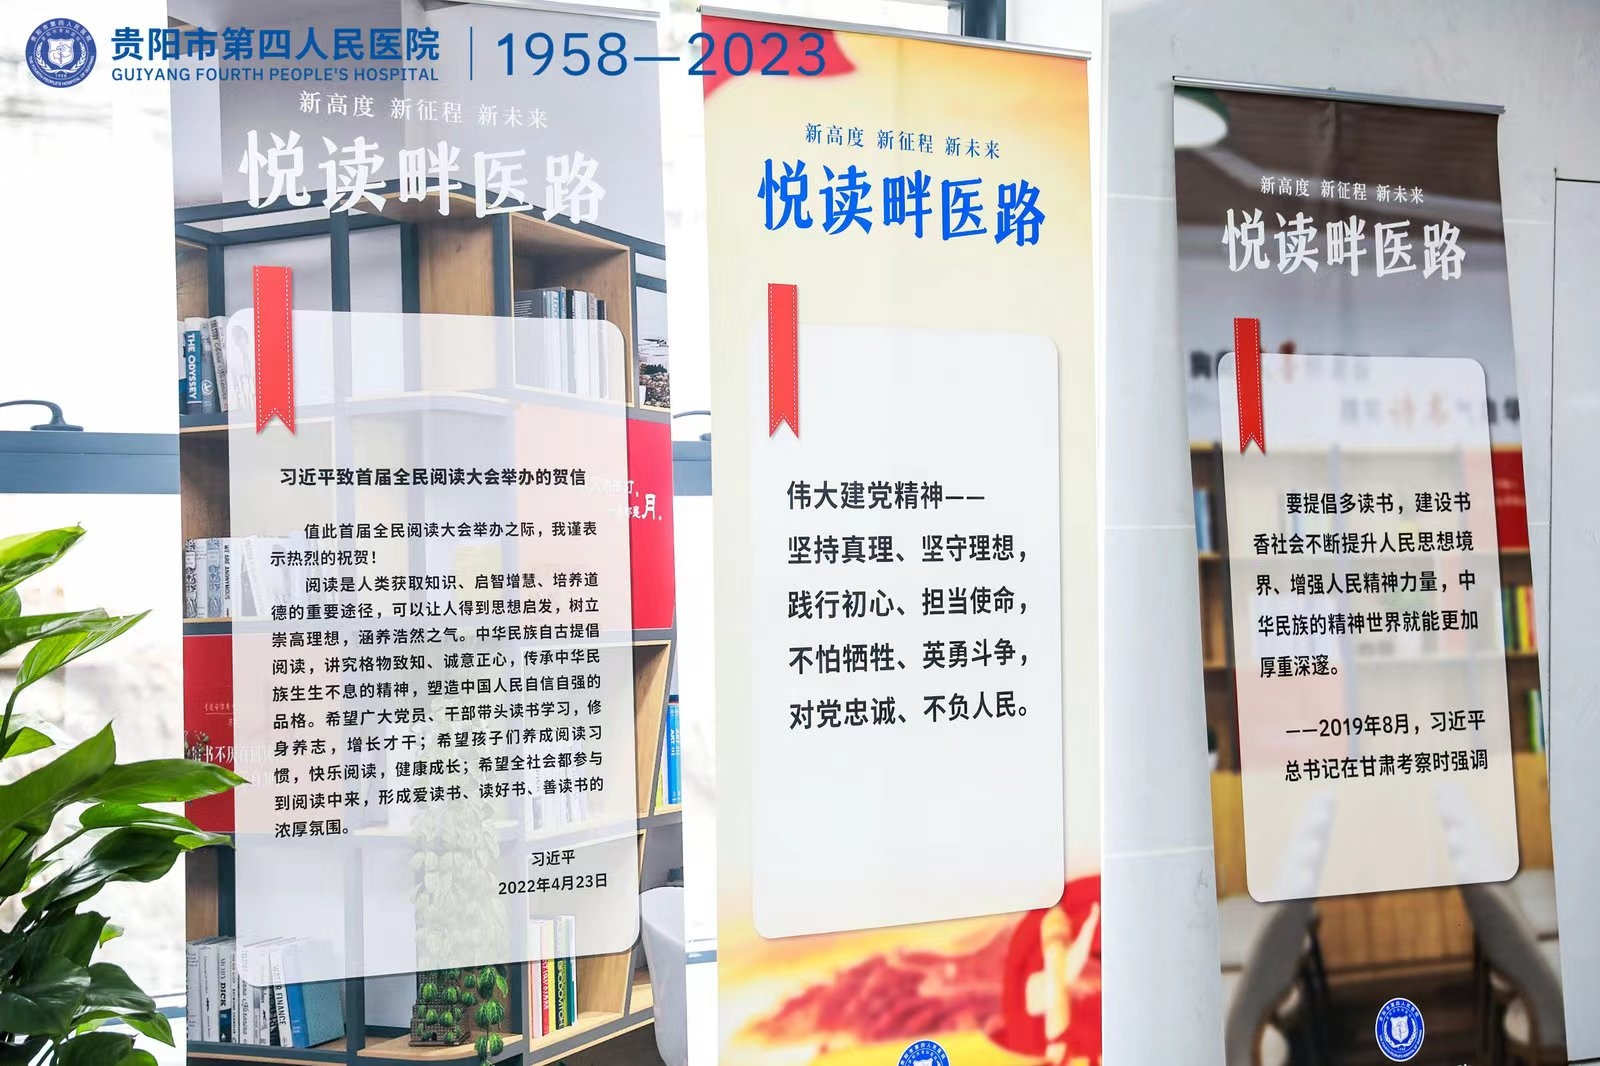 贵阳市第四人民医院
GUIYANG FOURTH PEOPLE'S HOSPITAL
1958—2023
新高度 新征程 新未来
悦读畔医路
习近平致首届全民阅读大会举办的贺信
值此首届全民阅读大会举办之际，我谨表
示热烈的祝贺！
阅读是人类获取知识、启智增慧、培养道
德的重要途径，可以让人得到思想启发，树立
崇高理想，涵养浩然之气。中华民族自古提倡
阅读，讲究格物致知、诚意正心，传承中华民
族生生不息的精神，塑造中国人民自信自强的
品格。希望广大党员、干部带头读书学习，修
身养志，增长才干；希望孩子们养成阅读习
惯，快乐阅读，健康成长；希望全社会都参与
到阅读中来，形成爱读书、读好书、善读书的
浓厚氛围。
习近平
2022年4月23日
THE ODYSSEY
MOBY DICK
新高度 新征程 新未来
悦读畔医路
伟大建党精神——
坚持真理、坚守理想，
践行初心、担当使命，
不怕牺牲、英勇斗争，
对党忠诚、不负人民。
新高度 新征程 新未来
悦读畔医路
要提倡多读书，建设书
香社会不断提升人民思想境
界、增强人民精神力量，中
华民族的精神世界就能更加
厚重深邃。
——2019年8月，习近平
总书记在甘肃考察时强调